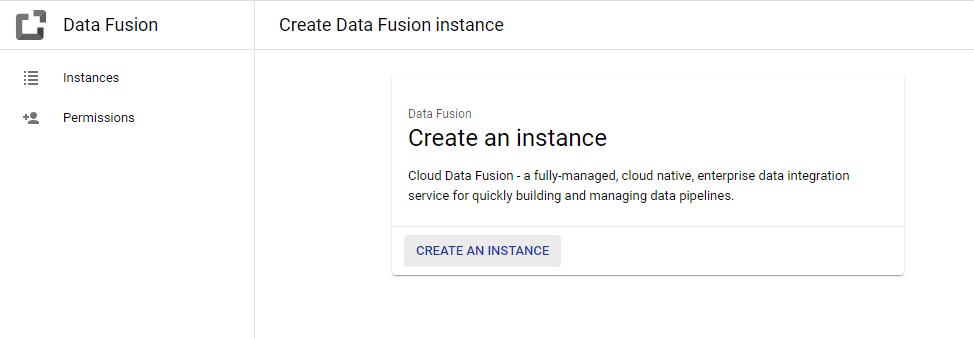 Data Fusion
Create Data Fusion instance
Instances
Permissions
Data Fusion
Create an instance
Cloud Data Fusion - a fully-managed, cloud native, enterprise data integration
service for quickly building and managing data pipelines.
CREATE AN INSTANCE